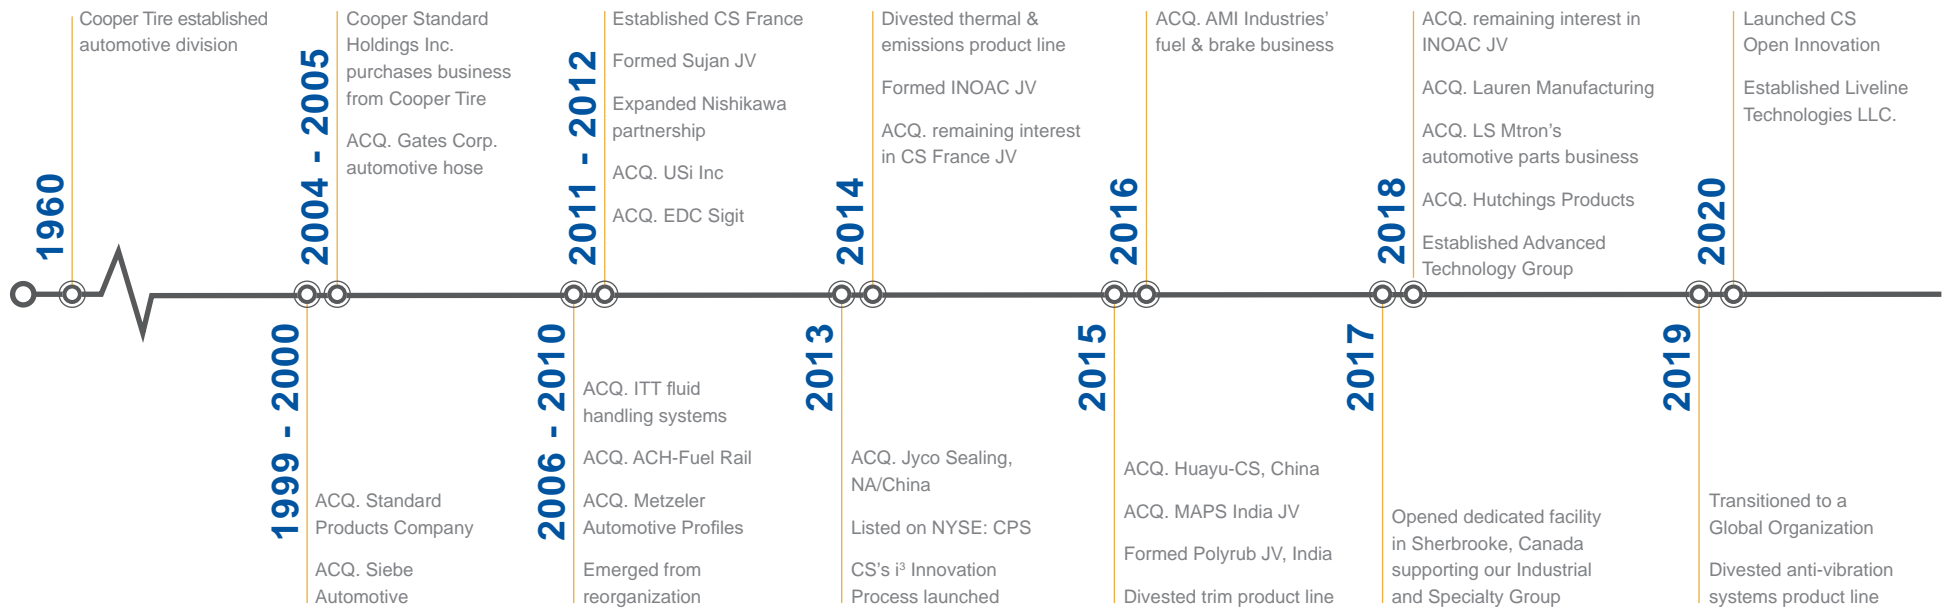 1960
Cooper Tire established
automotive division
1999 - 2000
ACQ. Standard
Products Company
ACQ. Siebe
Automotive
2004 - 2005
Cooper Standard
Holdings Inc.
purchases business
from Cooper Tire
ACQ. Gates Corp.
automotive hose
2006 - 2010
ACQ. ITT fluid
handling systems
ACQ. ACH-Fuel Rail
ACQ. Metzeler
Automotive Profiles
Emerged from
reorganization
2011 - 2012
Established CS France
Formed Sujan JV
Expanded Nishikawa
partnership
ACQ. USi Inc
ACQ. EDC Sigit
2013
ACQ. Jyco Sealing,
NA/China
Listed on NYSE: CPS
CS's i³ Innovation
Process launched
2014
Divested thermal &
emissions product line
Formed INOAC JV
ACQ. remaining interest
in CS France JV
2015
ACQ. Huayu-CS, China
ACQ. MAPS India JV
Formed Polyrub JV, India
Divested trim product line
2016
ACQ. AMI Industries’
fuel & brake business
2017
Opened dedicated facility
in Sherbrooke, Canada
supporting our Industrial
and Specialty Group
2018
ACQ. remaining interest in
INOAC JV
ACQ. Lauren Manufacturing
ACQ. LS Mtron’s
automotive parts business
ACQ. Hutchings Products
Established Advanced
Technology Group
2019
Transitioned to a
Global Organization
Divested anti-vibration
systems product line
2020
Launched CS
Open Innovation
Established Liveline
Technologies LLC.